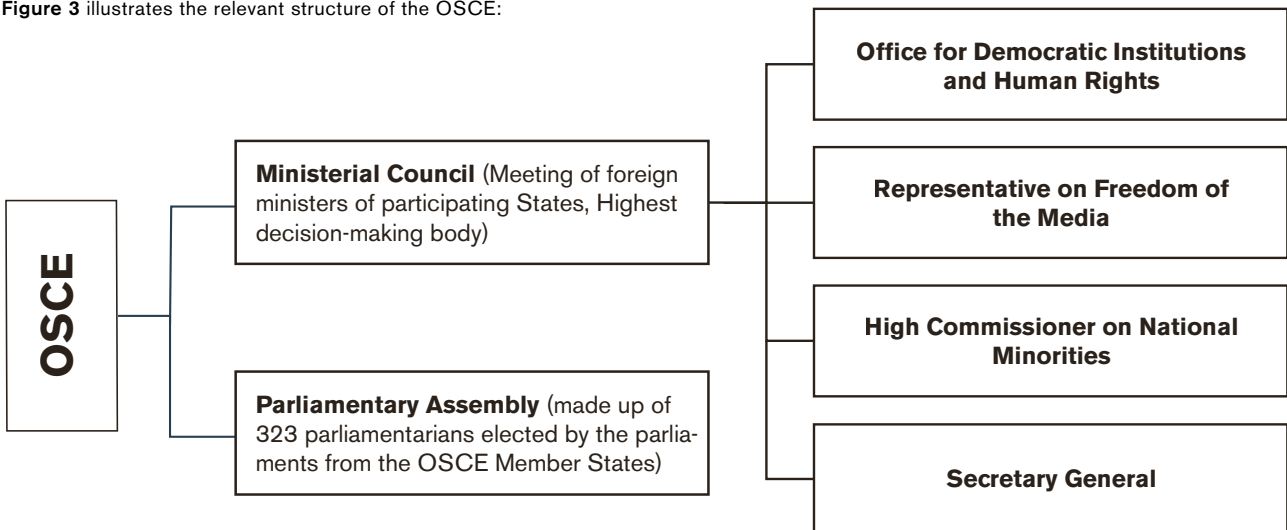 Figure 3 illustrates the relevant structure of the OSCE:
OSCE
Ministerial Council (Meeting of foreign
ministers of participating States, Highest
decision-making body)
Parliamentary Assembly (made up of
323 parliamentarians elected by the parlia-
ments from the OSCE Member States)
Office for Democratic Institutions
and Human Rights
Representative on Freedom of
the Media
High Commissioner on National
Minorities
Secretary General